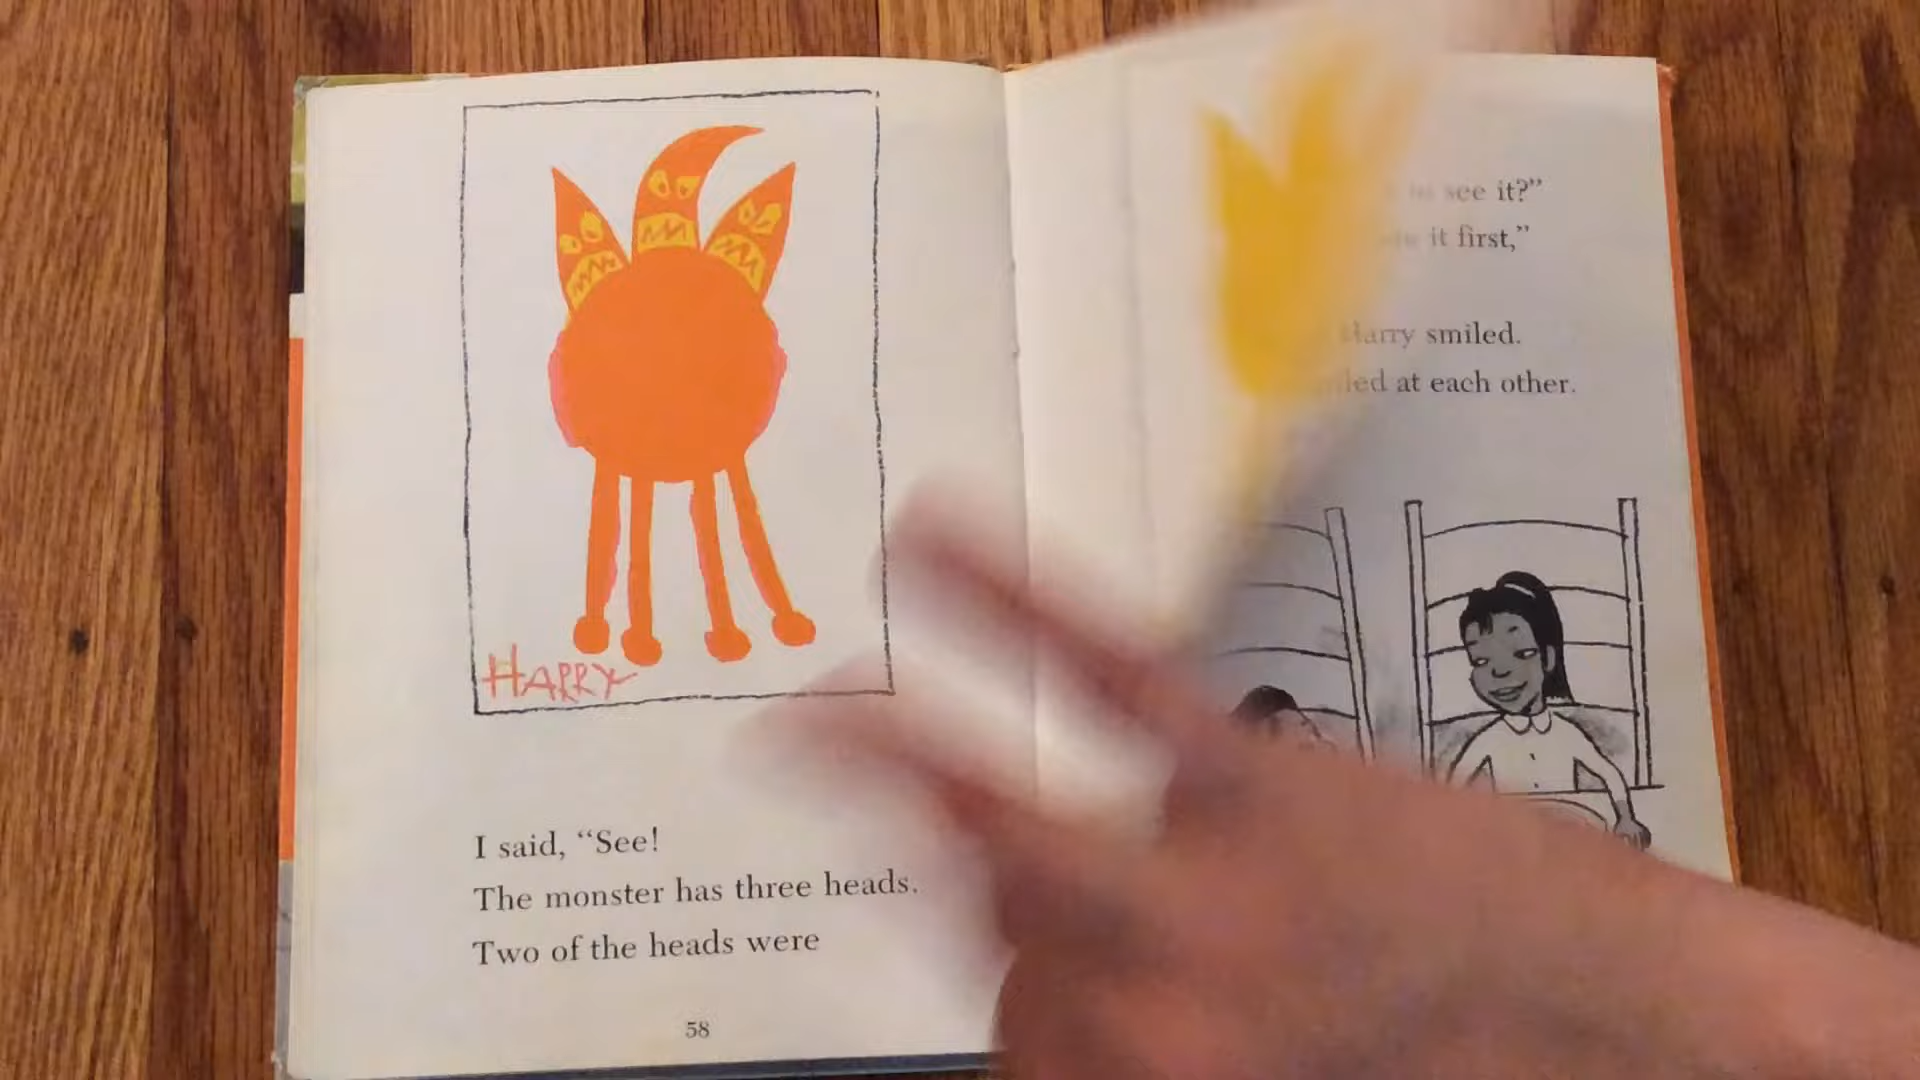 HARRY
I said, “See!
The monster has three heads.
Two of the heads were
58
see it?”
it first,”
Harry smiled.
at each other.